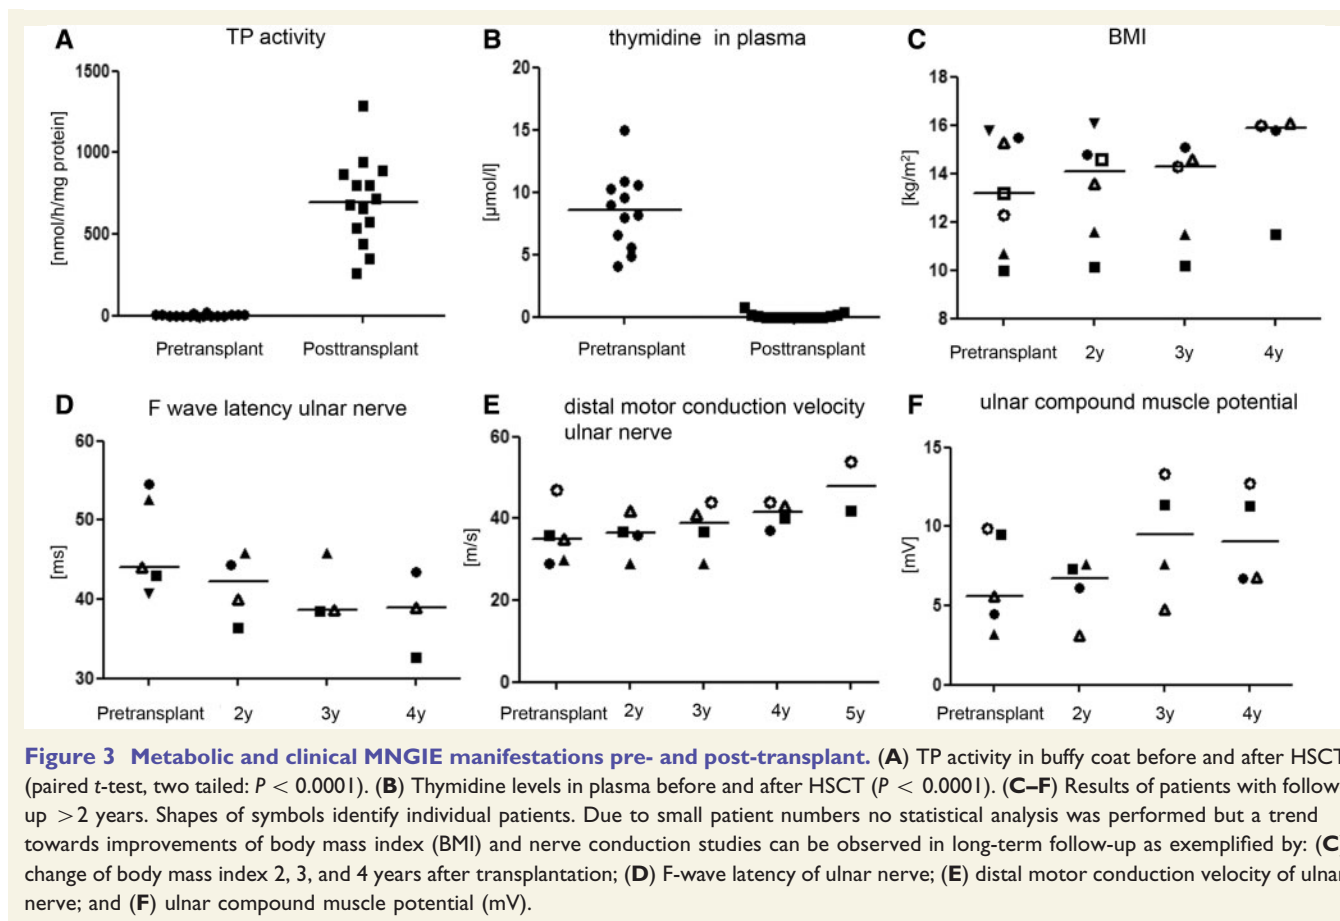 A TP activity
[nmol/h/mg protein]
1500
1000
500
0
Pretransplant Posttransplant
B thymidine in plasma
[µmol/l]
20
15
10
5
0
Pretransplant Posttransplant
C BMI
[kg/m²]
18
16
14
12
10
8
Pretransplant 2y 3y 4y
D F wave latency ulnar nerve
[ms]
60
50
40
30
Pretransplant 2y 3y 4y
E distal motor conduction velocity
ulnar nerve
[m/s]
60
40
20
0
Pretransplant 2y 3y 4y 5y
F ulnar compound muscle potential
[mV]
15
10
5
0
Pretransplant 2y 3y 4y
Figure 3 Metabolic and clinical MNGIE manifestations pre- and post-transplant. (A) TP activity in buffy coat before and after HSCT
(paired t-test, two tailed: P < 0.0001). (B) Thymidine levels in plasma before and after HSCT (P < 0.0001). (C–F) Results of patients with follow-
up >2 years. Shapes of symbols identify individual patients. Due to small patient numbers no statistical analysis was performed but a trend
towards improvements of body mass index (BMI) and nerve conduction studies can be observed in long-term follow-up as exemplified by: (C
change of body mass index 2, 3, and 4 years after transplantation; (D) F-wave latency of ulnar nerve; (E) distal motor conduction velocity of ulnar
nerve; and (F) ulnar compound muscle potential (mV).